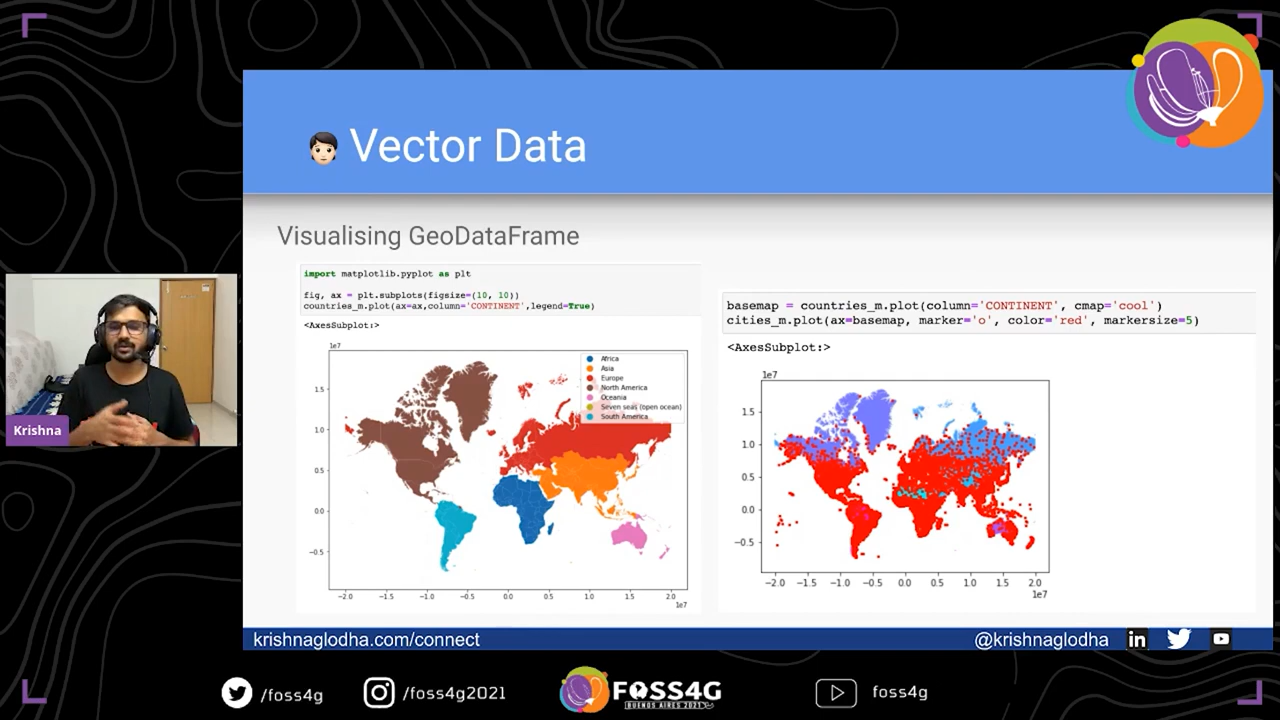 Vector Data
Visualising GeoDataFrame
import matplotlib.pyplot as plt
fig, ax = plt.subplots(figsize=(10, 10))
countries_m.plot(ax=ax,column='CONTINENT',legend=True)
<AxesSubplot:>
1e7
1.5
1.0
0.5
0.0
−0.5
−2.0 −1.5 −1.0 −0.5 0.0 0.5 1.0 1.5 2.0
1e7
Africa
Asia
Europe
North America
Oceania
Seven seas (open ocean)
South America
basemap = countries_m.plot(column='CONTINENT', cmap='cool')
cities_m.plot(ax=basemap, marker='o', color='red', markersize=5)
<AxesSubplot:>
1e7
1.5
1.0
0.5
0.0
−0.5
−2.0 −1.5 −1.0 −0.5 0.0 0.5 1.0 1.5 2.0
1e7
Krishna
krishnaglodha.com/connect
@krishnaglodha
in
/foss4g
/foss4g2021
FOSS4G
BUENOS AIRES 2021
foss4g